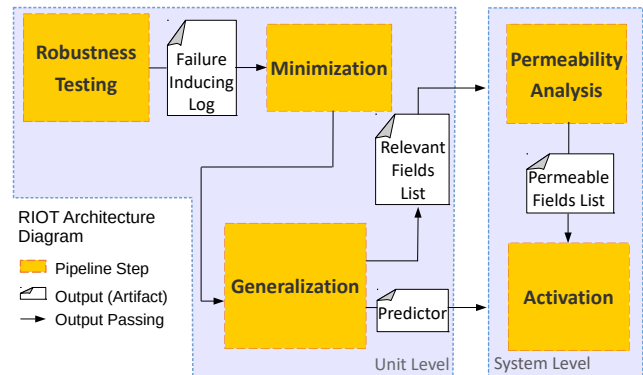 Robustness
Testing
Failure
Inducing
Log
Minimization
Permeability
Analysis
Relevant
Fields
List
Permeable
Fields List
RIOT Architecture
Diagram
Pipeline Step
Output (Artifact)
Output Passing
Generalization
Predictor
Activation
Unit Level
System Level